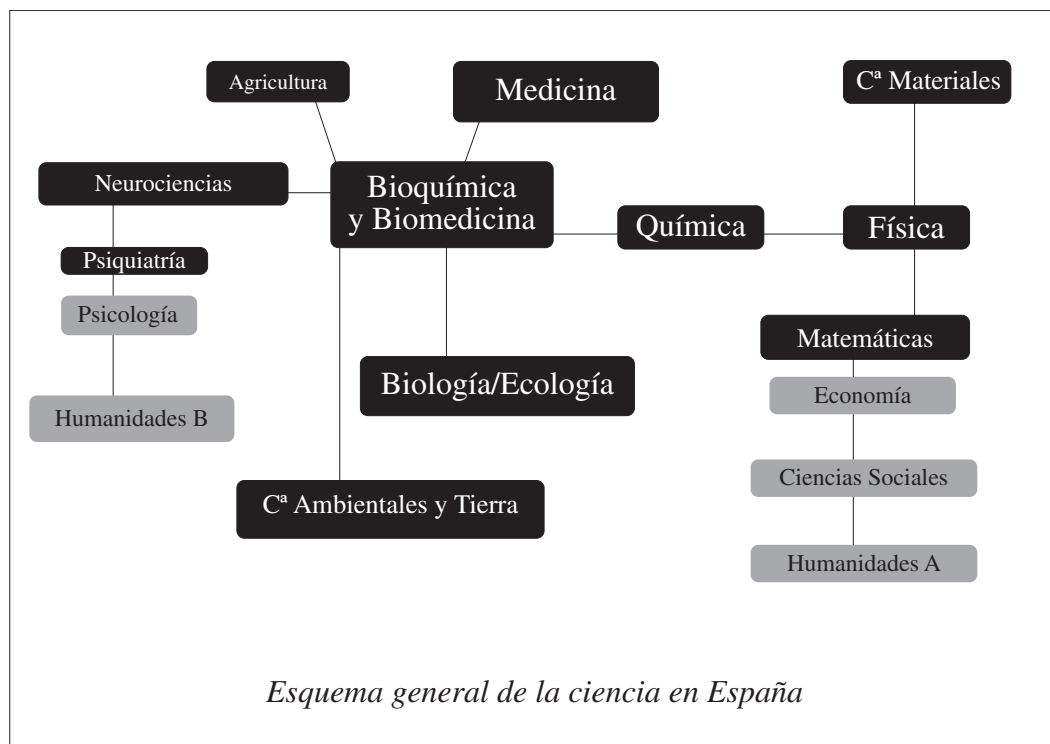 Agricultura
Medicina
Cª Materiales
Neurociencias
Bioquímica
y Biomedicina
Química
Física
Psiquiatría
Psicología
Matemáticas
Biología/Ecología
Economía
Humanidades B
Ciencias Sociales
Cª Ambientales y Tierra
Humanidades A
Esquema general de la ciencia en España